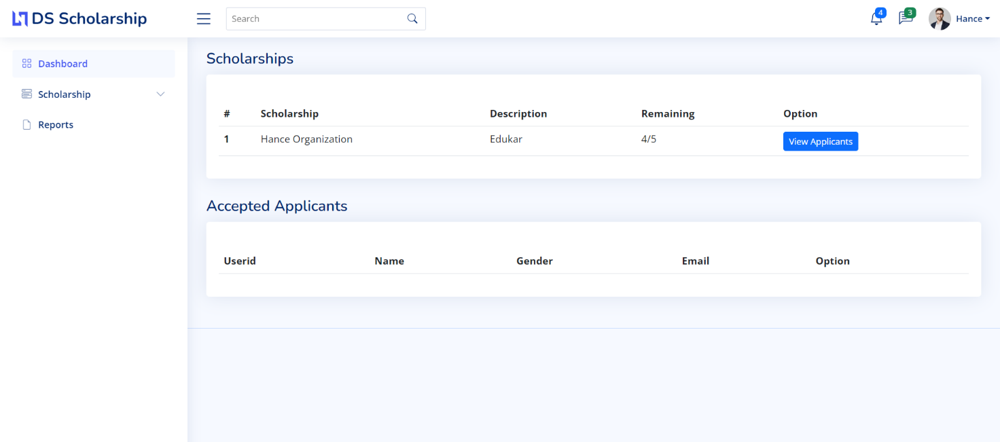 DS Scholarship
Search
4
3
Hance
Dashboard
Scholarship
Reports
Scholarships
# Scholarship Description Remaining Option
1 Hance Organization Edukar 4/5 View Applicants
Accepted Applicants
Userid Name Gender Email Option